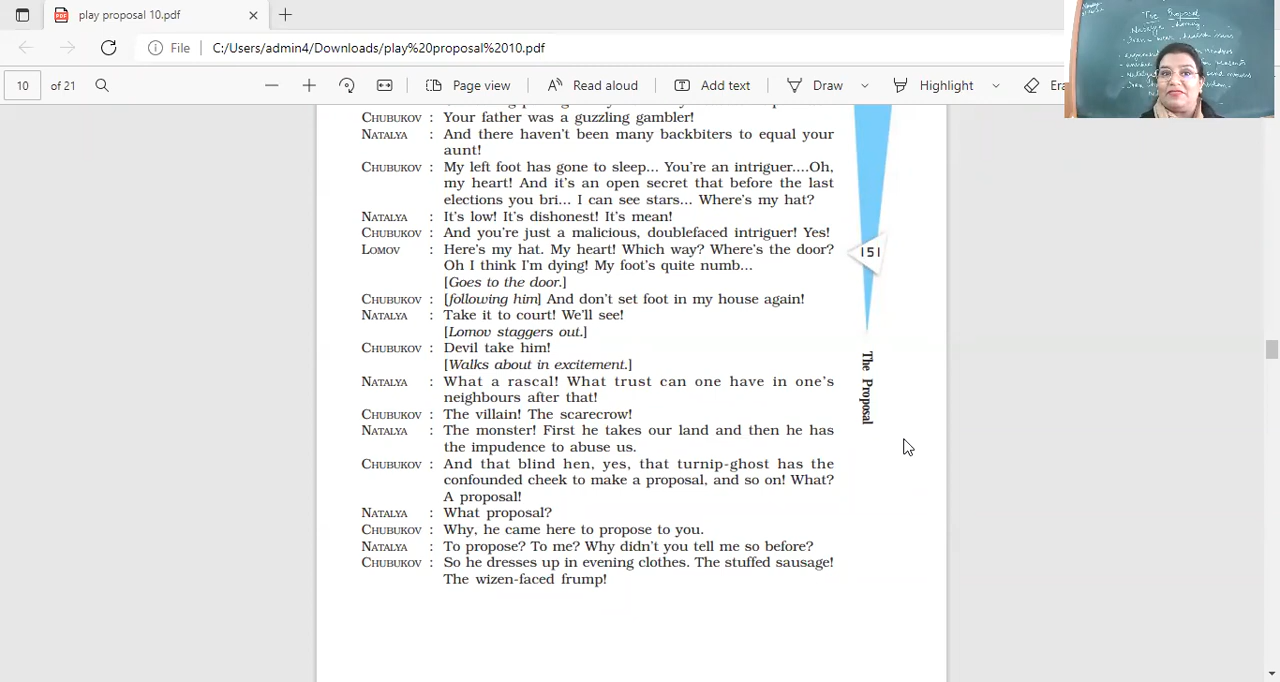 play proposal 10.pdf
File
C:/Users/admin4/Downloads/play%20proposal%2010.pdf
10 of 21
Page view
Read aloud
Add text
Draw
Highlight
The Proposal
CHUBUKOV : Your father was a guzzling gambler!
NATALYA : And there haven't been many backbiters to equal your
aunt!
CHUBUKOV : My left foot has gone to sleep... You're an intriguer....Oh,
my heart! And it's an open secret that before the last
elections you bri... I can see stars... Where's my hat?
NATALYA : It's low! It's dishonest! It's mean!
CHUBUKOV : And you're just a malicious, doublefaced intriguer! Yes!
LOMOV : Here's my hat. My heart! Which way? Where's the door?
Oh I think I'm dying! My foot's quite numb...
[Goes to the door.]
CHUBUKOV : [following him] And don't set foot in my house again!
NATALYA : Take it to court! We'll see!
[Lomov staggers out.]
CHUBUKOV : Devil take him!
[Walks about in excitement.]
NATALYA : What a rascal! What trust can one have in one's
neighbours after that!
CHUBUKOV : The villain! The scarecrow!
NATALYA : The monster! First he takes our land and then he has
the impudence to abuse us.
CHUBUKOV : And that blind hen, yes, that turnip-ghost has the
confounded cheek to make a proposal, and so on! What?
A proposal!
NATALYA : What proposal?
CHUBUKOV : Why, he came here to propose to you.
NATALYA : To propose? To me? Why didn't you tell me so before?
CHUBUKOV : So he dresses up in evening clothes. The stuffed sausage!
The wizen-faced frump!
151
The Proposal